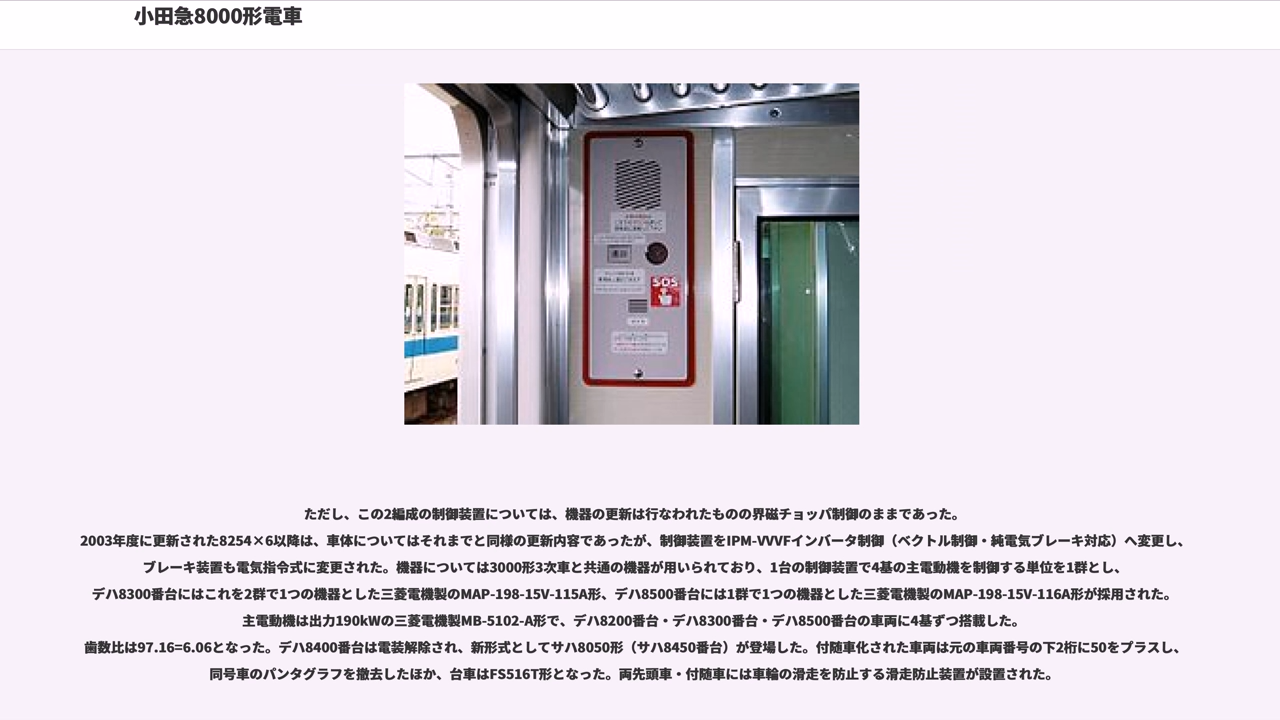 小田急8000形電車
SOS
ただし、この2編成の制御装置については、機器の更新は行なわれたものの界磁チョッパ制御のままであった。
2003年度に更新された8254×6以降は、車体についてはそれまでと同様の更新内容であったが、制御装置をIPM-VVVFインバータ制御（ベクトル制御・純電気ブレーキ対応）へ変更し、
ブレーキ装置も電気指令式に変更された。機器については3000形3次車と共通の機器が用いられており、1台の制御装置で4基の主電動機を制御する単位を1群とし、
デハ8300番台にはこれを2群で1つの機器とした三菱電機製のMAP-198-15V-115A形、デハ8500番台には1群で1つの機器とした三菱電機製のMAP-198-15V-116A形が採用された。
主電動機は出力190kWの三菱電機製MB-5102-A形で、デハ8200番台・デハ8300番台・デハ8500番台の車両に4基ずつ搭載した。
歯数比は97.16=6.06となった。デハ8400番台は電装解除され、新形式としてサハ8050形（サハ8450番台）が登場した。付随車化された車両は元の車両番号の下2桁に50をプラスし、
同号車のパンタグラフを撤去したほか、台車はFS516T形となった。両先頭車・付随車には車輪の滑走を防止する滑走防止装置が設置された。